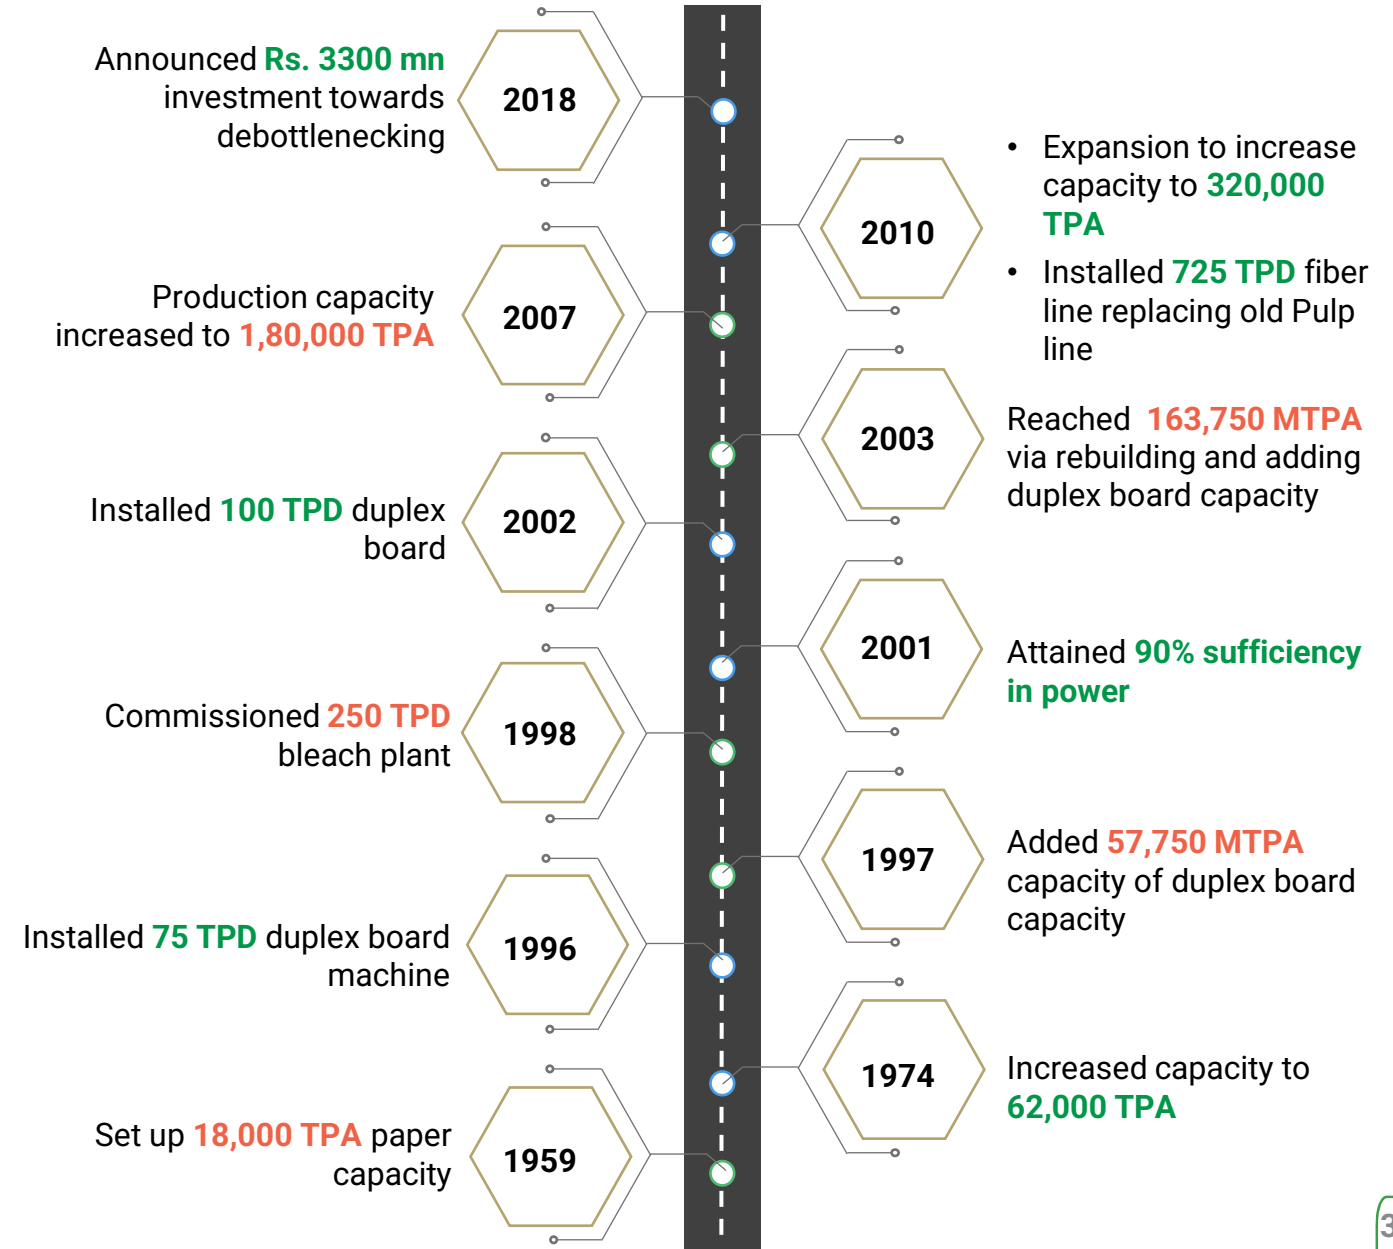 Announced Rs. 3300 mn
investment towards
debottlenecking
2018
• Expansion to increase
capacity to 320,000
TPA
• Installed 725 TPD fiber
line replacing old Pulp
line
2010
Production capacity
increased to 1,80,000 TPA
2007
Reached 163,750 MTPA
via rebuilding and adding
duplex board capacity
2003
Installed 100 TPD duplex
board
2002
2001
Attained 90% sufficiency
in power
Commissioned 250 TPD
bleach plant
1998
1997
Added 57,750 MTPA
capacity of duplex board
capacity
Installed 75 TPD duplex board
machine
1996
1974
Increased capacity to
62,000 TPA
Set up 18,000 TPA paper
capacity
1959